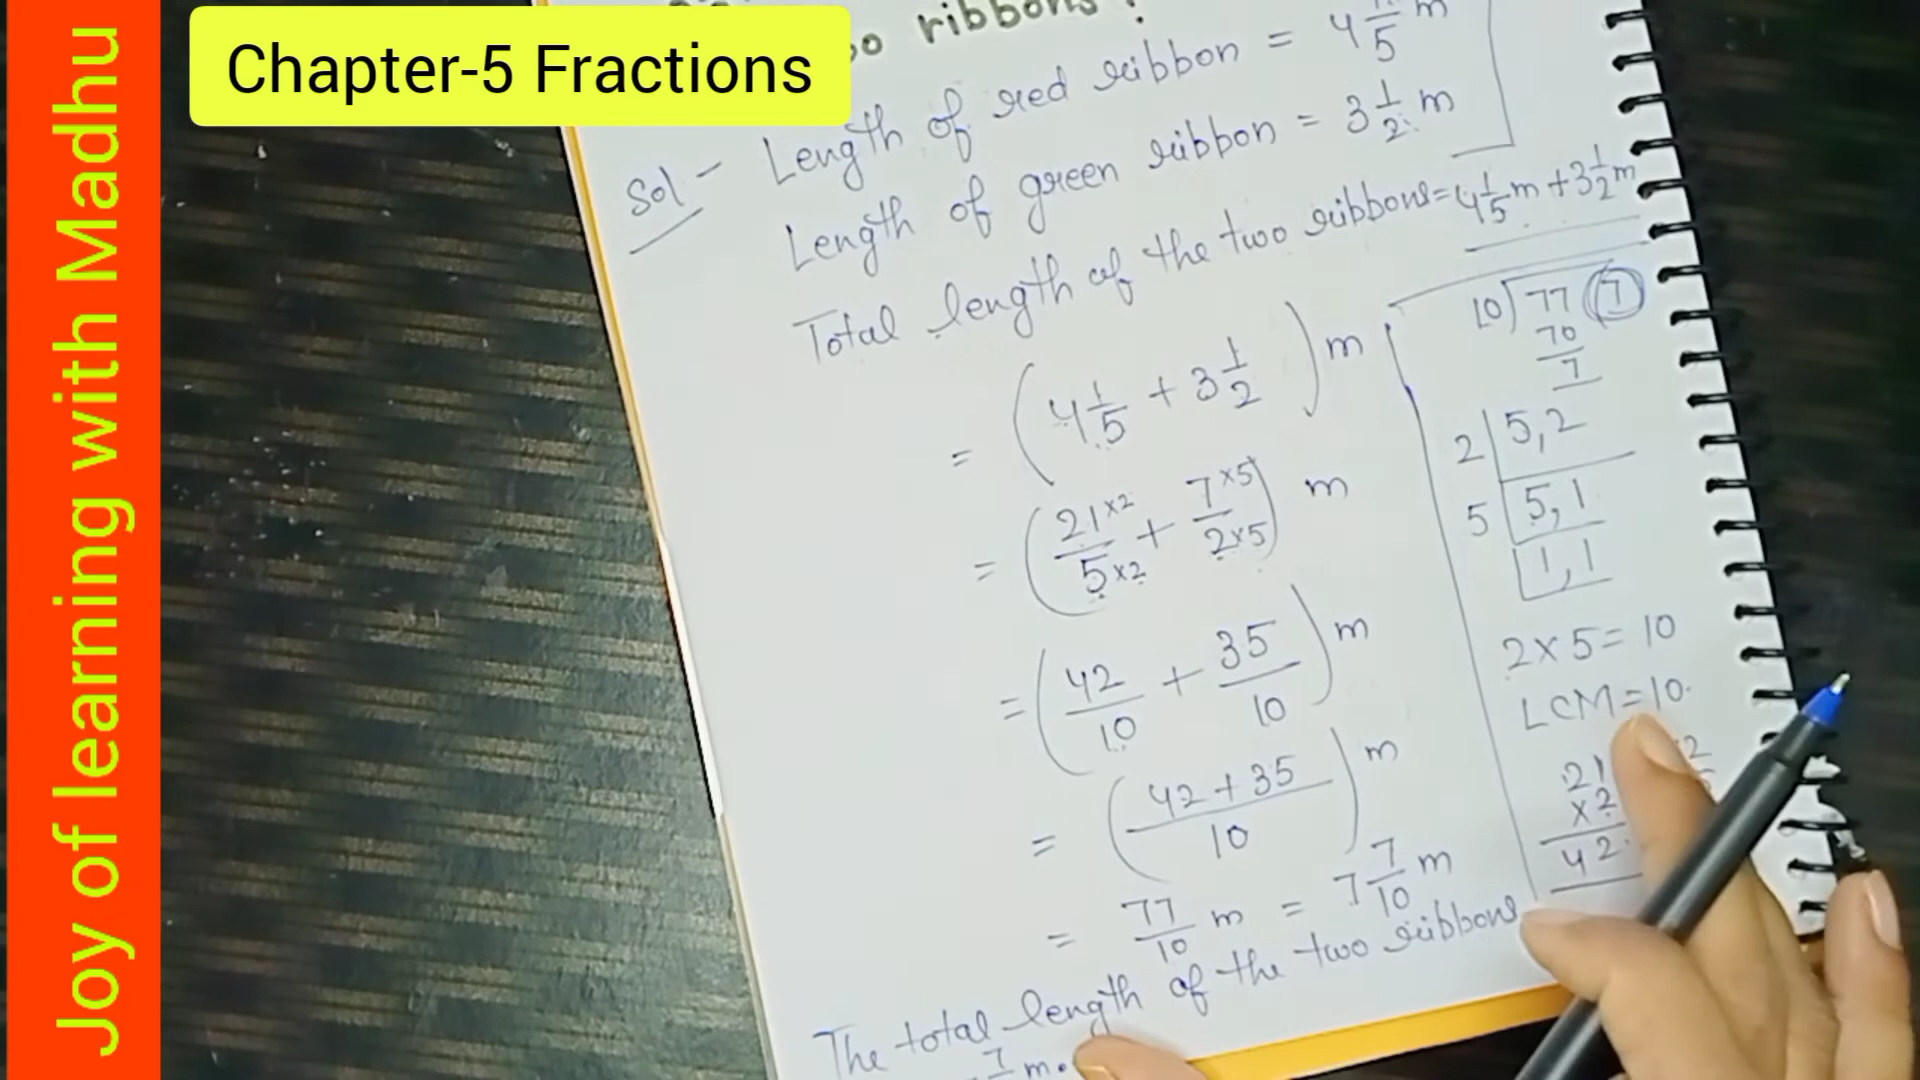 Joy of learning with Madhu
Chapter-5 Fractions
ribbons?
Sol - Length of red ribbon = 4 1/5 m
Length of green ribbon = 3 1/2 m
Total length of the two ribbons = 4 1/5 m + 3 1/2 m
= (4 1/5 + 3 1/2) m
= (21×2/5×2 + 7×5/2×5) m
= (42/10 + 35/10) m
= (42+35/10) m
= 77/10 m = 7 7/10 m
The total length of the two ribbons
7 m.
10) 77 (7
70
7
2 | 5,2
5 | 5,1
1,1
2×5=10
LCM=10
21
×2
42